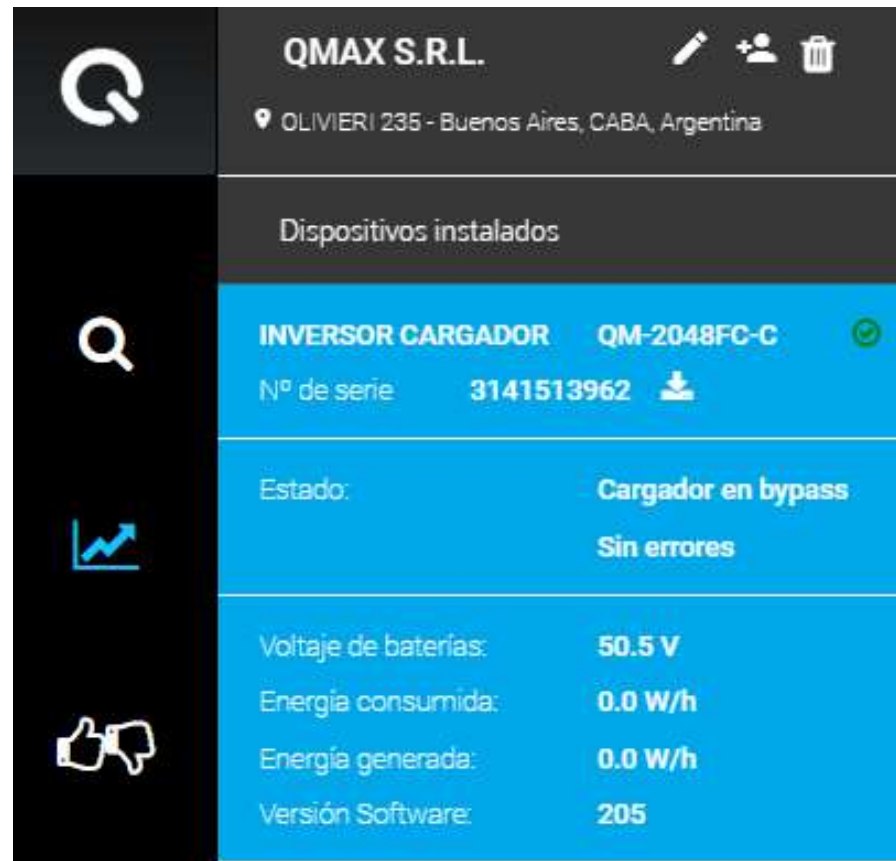 QMAX S.R.L.
OLIVIERI 235 - Buenos Aires, CABA, Argentina
Dispositivos instalados
INVERSOR CARGADOR QM-2048FC-C
Nº de serie 3141513962
Estado: Cargador en bypass
Sin errores
Voltaje de baterías: 50.5 V
Energía consumida: 0.0 W/h
Energía generada: 0.0 W/h
Versión Software: 205